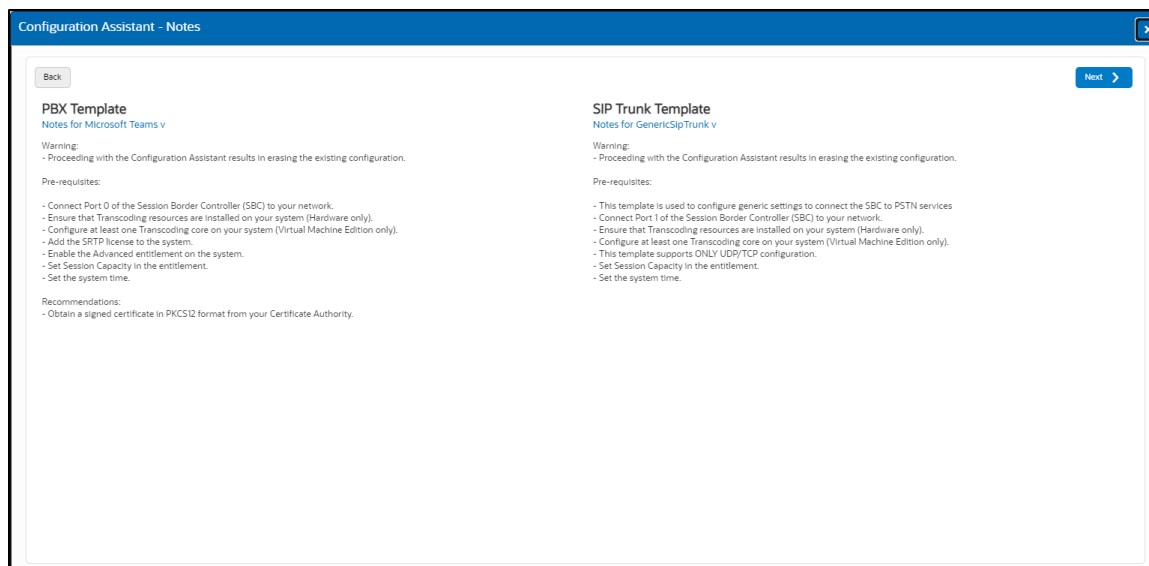 Configuration Assistant - Notes
Back
Next
PBX Template
Notes for Microsoft Teams v
Warning:
- Proceeding with the Configuration Assistant results in erasing the existing configuration.
Pre-requisites:
- Connect Port 0 of the Session Border Controller (SBC) to your network.
- Ensure that Transcoding resources are installed on your system (Hardware only).
- Configure at least one Transcoding core on your system (Virtual Machine Edition only).
- Add the SRTP license to the system.
- Enable the Advanced entitlement on the system.
- Set Session Capacity in the entitlement.
- Set the system time.
Recommendations:
- Obtain a signed certificate in PKCS12 format from your Certificate Authority.
SIP Trunk Template
Notes for GenericSipTrunk v
Warning:
- Proceeding with the Configuration Assistant results in erasing the existing configuration.
Pre-requisites:
- This template is used to configure generic settings to connect the SBC to PSTN services
- Connect Port 1 of the Session Border Controller (SBC) to your network.
- Ensure that Transcoding resources are installed on your system (Hardware only).
- Configure at least one Transcoding core on your system (Virtual Machine Edition only).
- This template supports ONLY UDP/TCP configuration.
- Set Session Capacity in the entitlement.
- Set the system time.